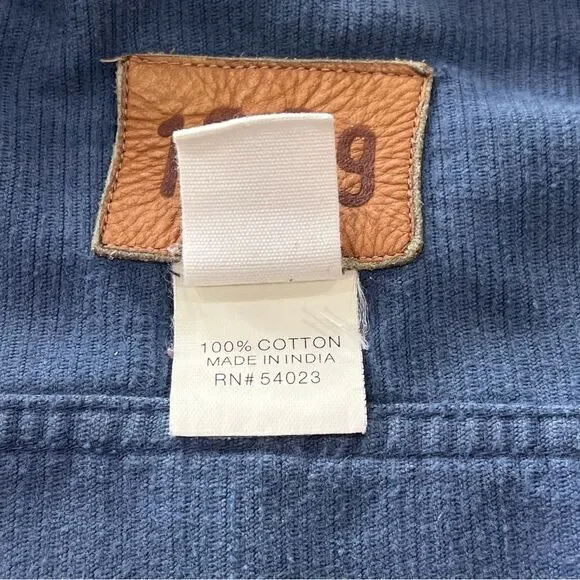 100% COTTON
MADE IN INDIA
RN# 54023